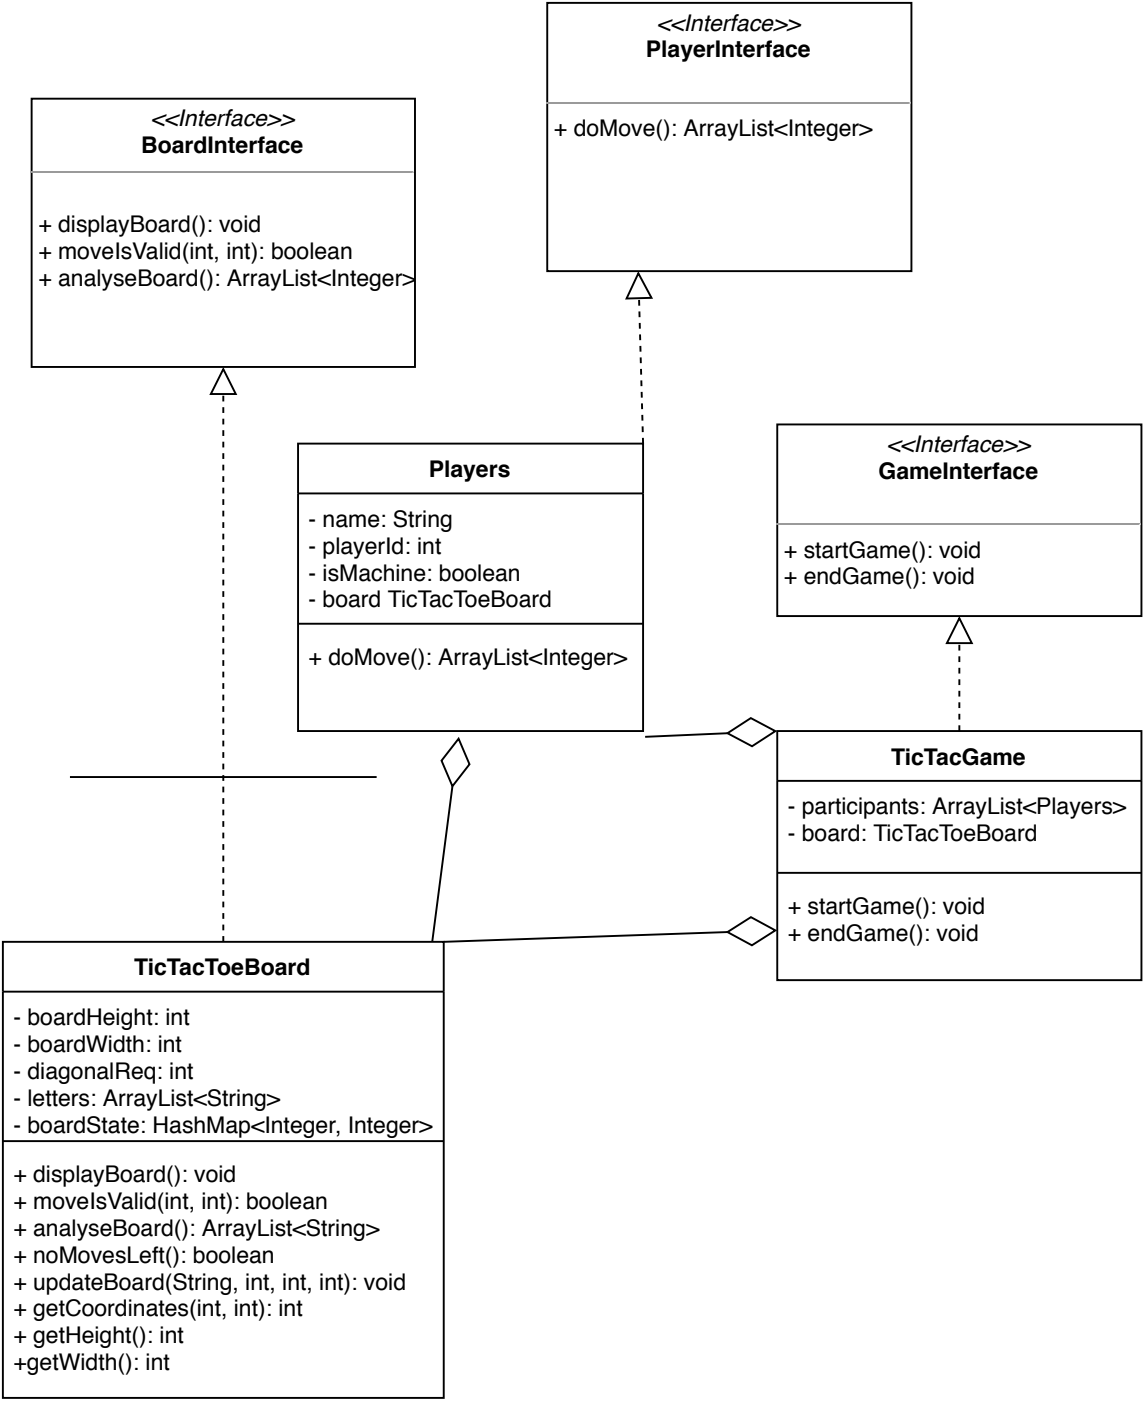 <<Interface>>
PlayerInterface
+ doMove(): ArrayList<Integer>
<<Interface>>
BoardInterface
+ displayBoard(): void
+ moveIsValid(int, int): boolean
+ analyseBoard(): ArrayList<Integer>
Players
- name: String
- playerId: int
- isMachine: boolean
- board TicTacToeBoard
+ doMove(): ArrayList<Integer>
<<Interface>>
GameInterface
+ startGame(): void
+ endGame(): void
TicTacGame
- participants: ArrayList<Players>
- board: TicTacToeBoard
+ startGame(): void
+ endGame(): void
TicTacToeBoard
- boardHeight: int
- boardWidth: int
- diagonalReq: int
- letters: ArrayList<String>
- boardState: HashMap<Integer, Integer>
+ displayBoard(): void
+ moveIsValid(int, int): boolean
+ analyseBoard(): ArrayList<String>
+ noMovesLeft(): boolean
+ updateBoard(String, int, int, int): void
+ getCoordinates(int, int): int
+ getHeight(): int
+getWidth(): int